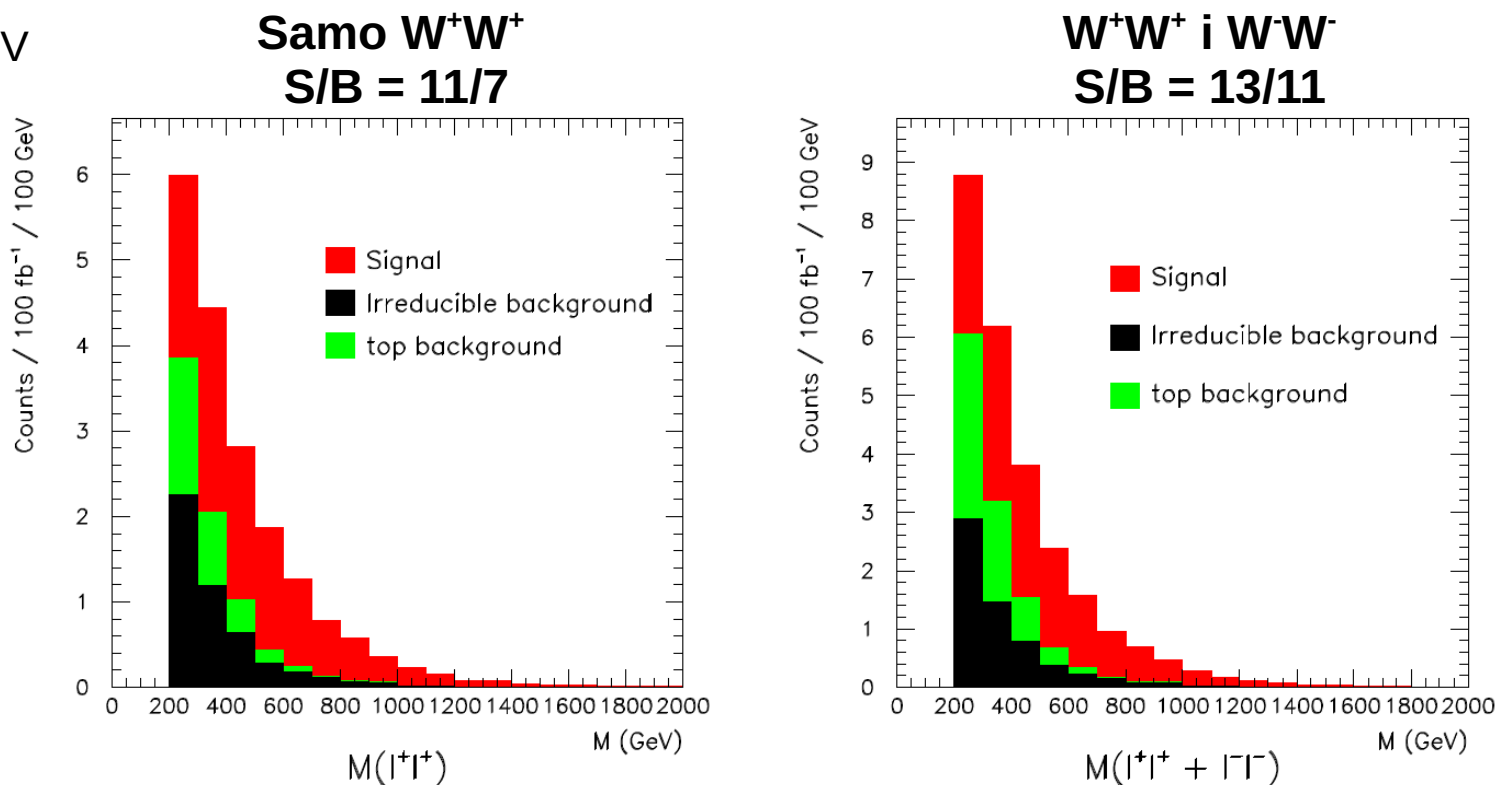 V
Samo W⁺W⁺
S/B = 11/7
Counts / 100 fb⁻¹ / 100 GeV
6
5
4
3
2
1
0
Signal
Irreducible background
top background
0 200 400 600 800 1000 1200 1400 1600 1800 2000
M (GeV)
M(l⁺l⁺)
W⁺W⁺ i W⁻W⁻
S/B = 13/11
Counts / 100 fb⁻¹ / 100 GeV
9
8
7
6
5
4
3
2
1
0
Signal
Irreducible background
top background
0 200 400 600 800 1000 1200 1400 1600 1800 2000
M (GeV)
M(l⁺l⁺ + l⁻l⁻)